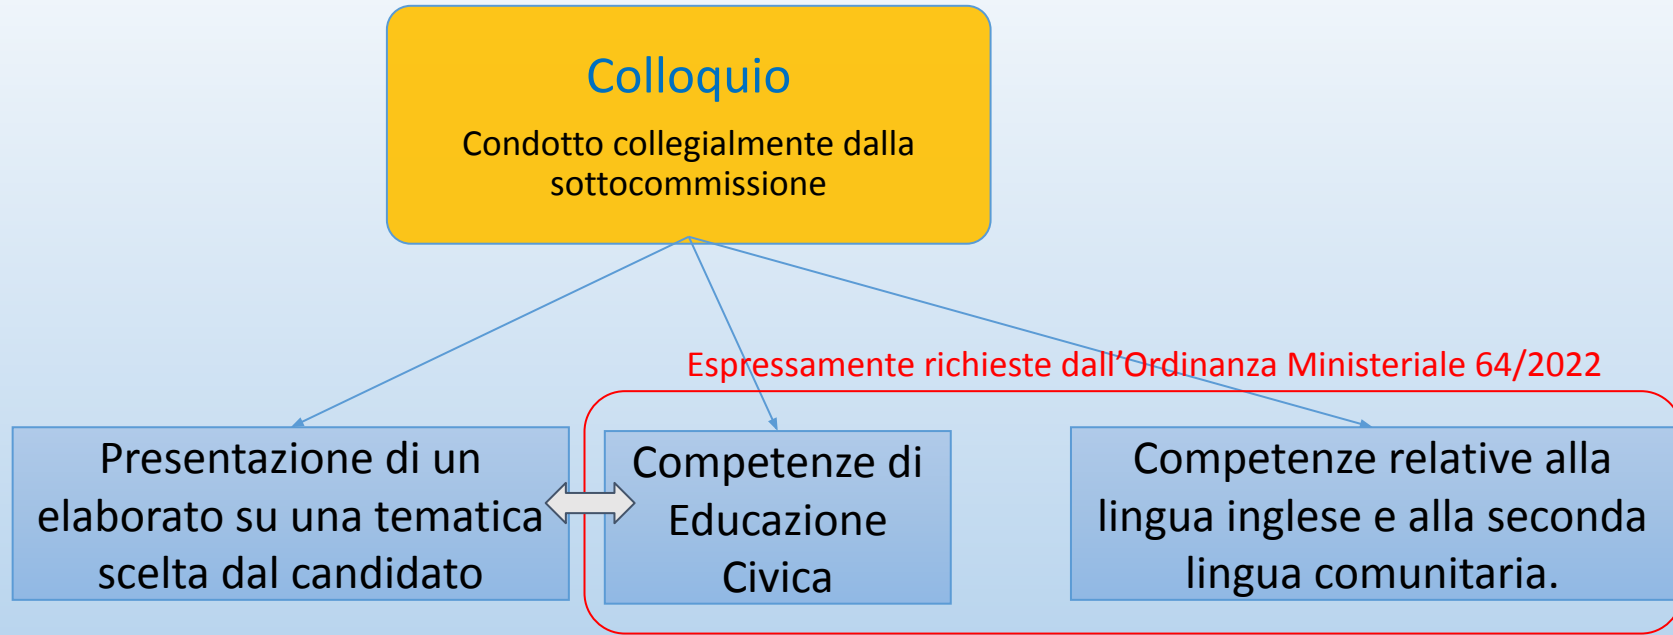 Colloquio
Condotto collegialmente dalla
sottocommissione
Espressamente richieste dall’Ordinanza Ministeriale 64/2022
Presentazione di un
elaborato su una tematica
scelta dal candidato
Competenze di
Educazione
Civica
Competenze relative alla
lingua inglese e alla seconda
lingua comunitaria.